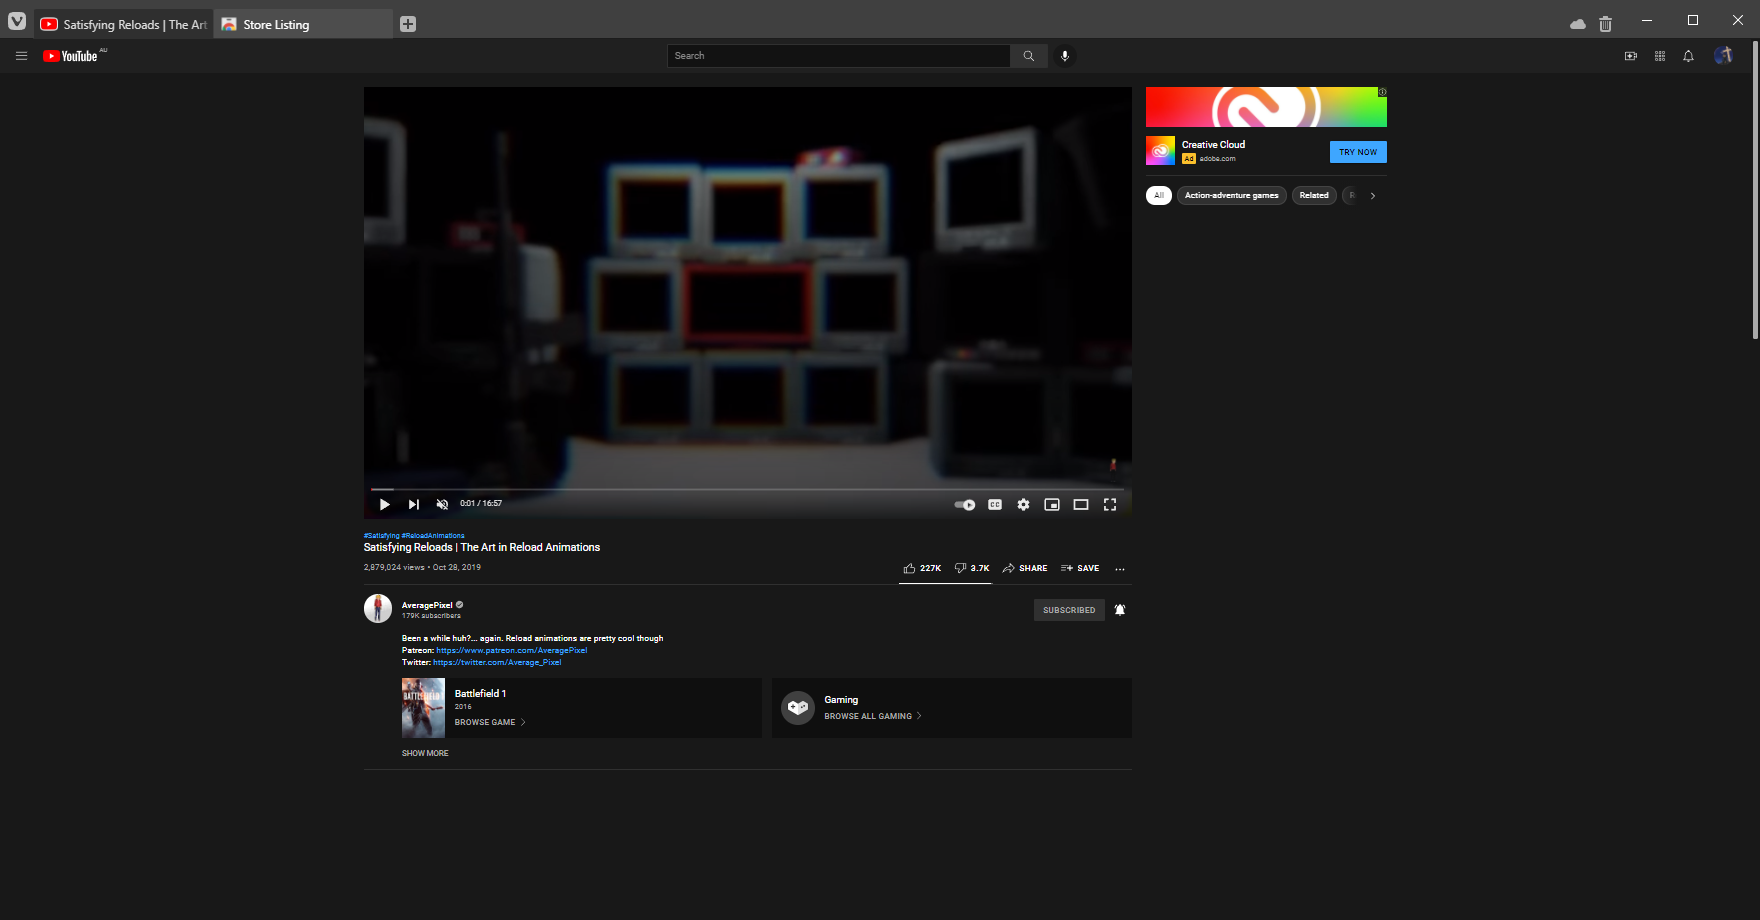 Satisfying Reloads | The Art
Store Listing
YouTube AU
Search
Creative Cloud
Ad adobe.com
TRY NOW
All
Action-adventure games
Related
0:01 / 16:57
#Satisfying #ReloadAnimations
Satisfying Reloads | The Art in Reload Animations
2,879,024 views • Oct 28, 2019
227K
3.7K
SHARE
SAVE
AveragePixel
179K subscribers
SUBSCRIBED
Been a while huh?... again. Reload animations are pretty cool though
Patreon: https://www.patreon.com/AveragePixel
Twitter: https://twitter.com/Average_Pixel
BATTLEFIELD 1
Battlefield 1
2016
BROWSE GAME
Gaming
BROWSE ALL GAMING
SHOW MORE